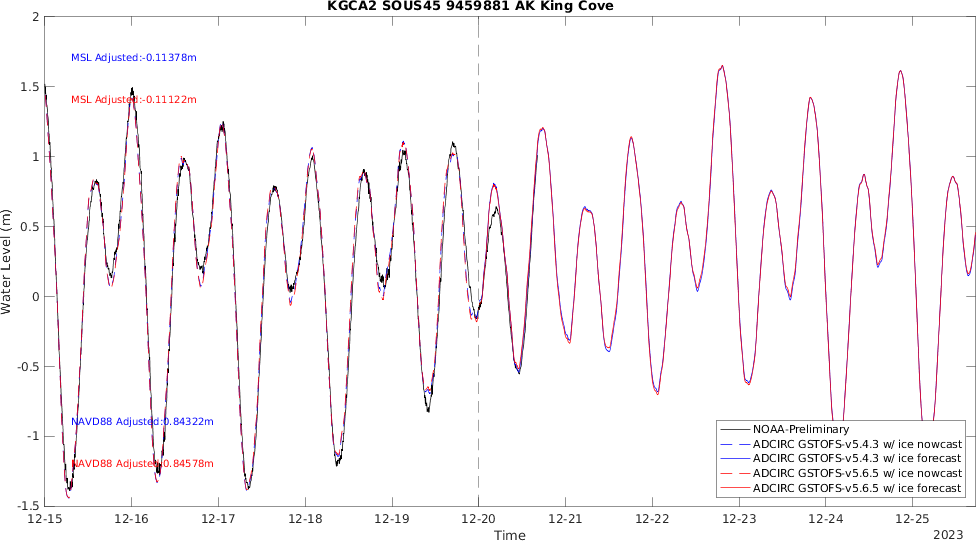 KGCA2 SOUS45 9459881 AK King Cove
2
1.5
1
0.5
0
-0.5
-1
-1.5
Water Level (m)
MSL Adjusted:-0.11378m
MSL Adjusted:-0.11122m
NAVD88 Adjusted:0.84322m
NAVD88 Adjusted:0.84578m
NOAA-Preliminary
ADCIRC GSTOFS-v5.4.3 w/ ice nowcast
ADCIRC GSTOFS-v5.4.3 w/ ice forecast
ADCIRC GSTOFS-v5.6.5 w/ ice nowcast
ADCIRC GSTOFS-v5.6.5 w/ ice forecast
12-15 12-16 12-17 12-18 12-19 12-20 12-21 12-22 12-23 12-24 12-25
Time
2023